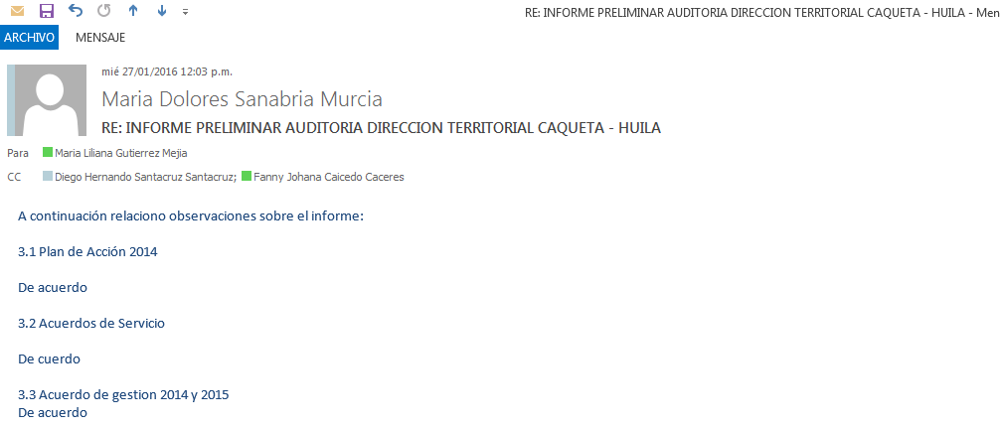 RE: INFORME PRELIMINAR AUDITORIA DIRECCION TERRITORIAL CAQUETA - HUILA - Men
ARCHIVO MENSAJE
mié 27/01/2016 12:03 p.m.
Maria Dolores Sanabria Murcia
RE: INFORME PRELIMINAR AUDITORIA DIRECCION TERRITORIAL CAQUETA - HUILA
Para Maria Liliana Gutierrez Mejia
CC Diego Hernando Santacruz Santacruz; Fanny Johana Caicedo Caceres
A continuación relaciono observaciones sobre el informe:
3.1 Plan de Acción 2014
De acuerdo
3.2 Acuerdos de Servicio
De cuerdo
3.3 Acuerdo de gestion 2014 y 2015
De acuerdo